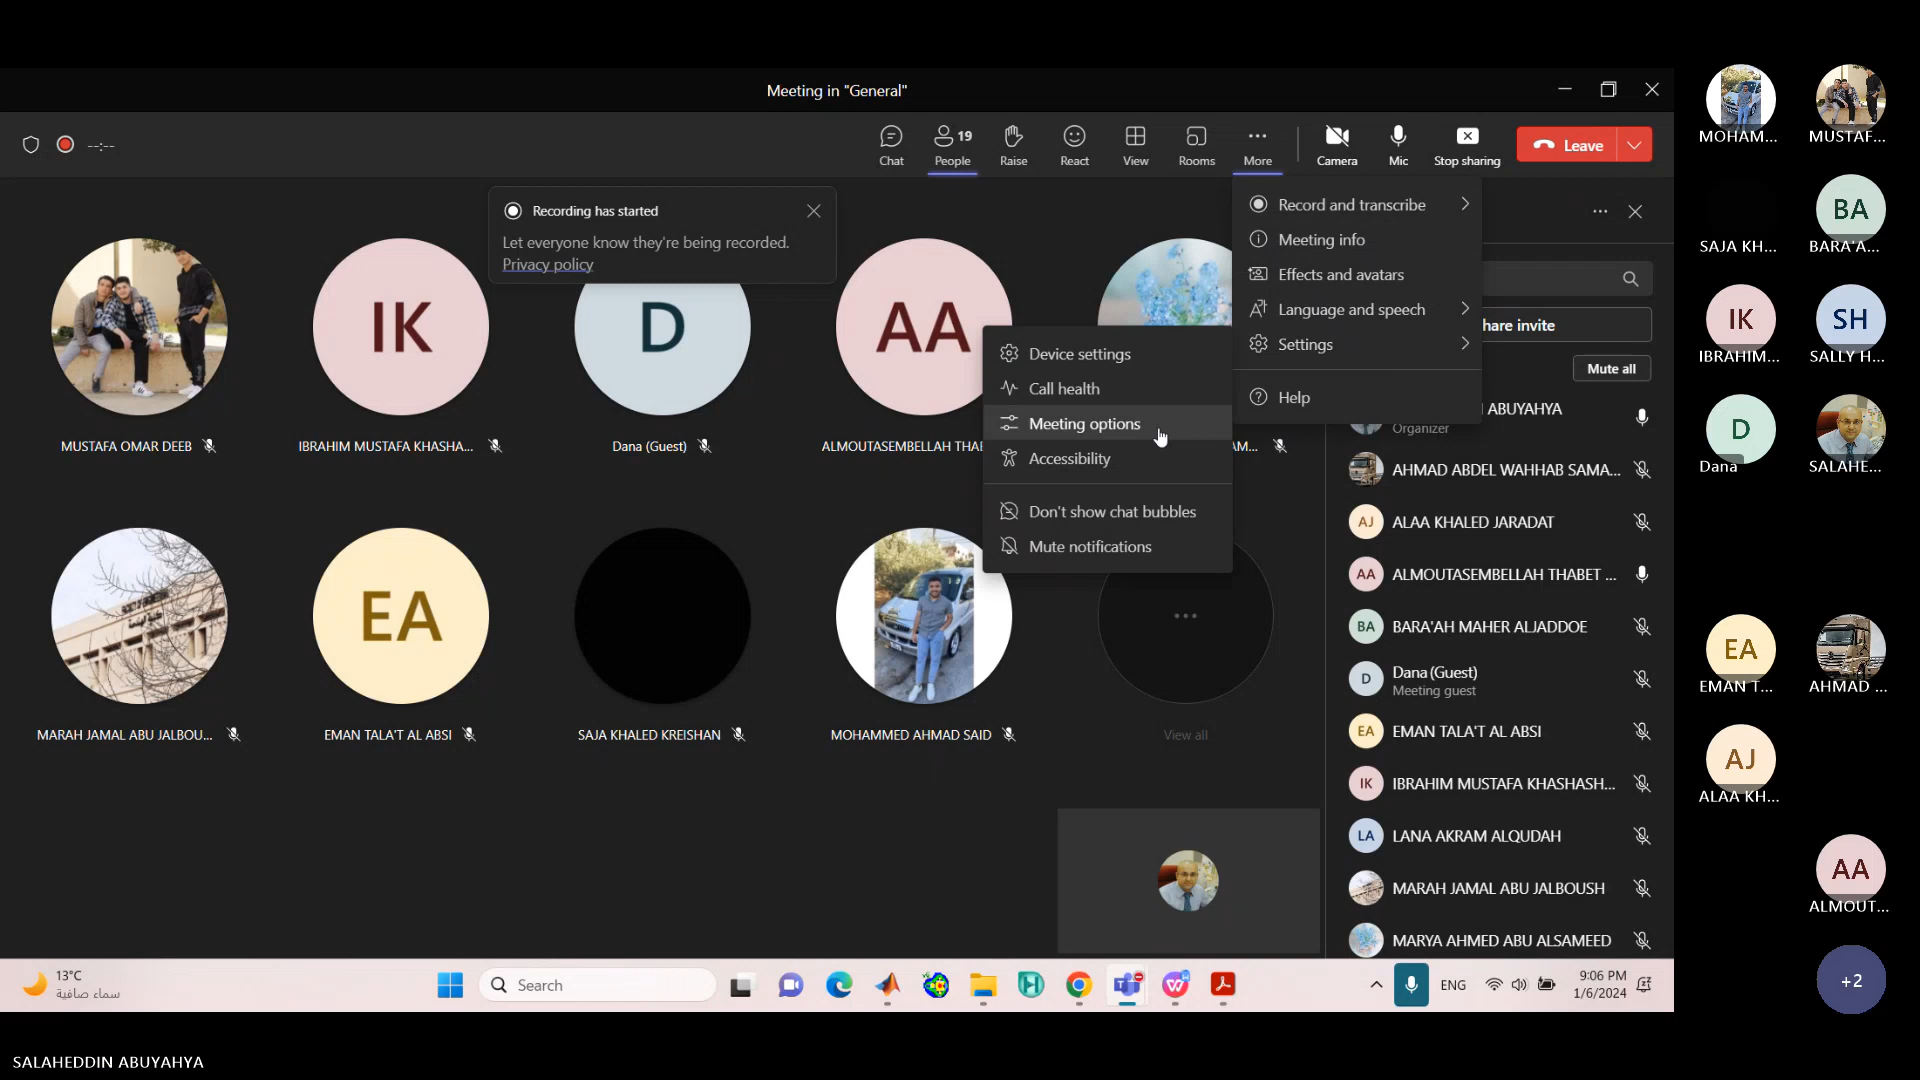 Meeting in "General"
--:--
Chat
19
People
Raise
React
View
Rooms
More
Camera
Mic
Stop sharing
Leave
Recording has started
Let everyone know they're being recorded.
Privacy policy
Record and transcribe
Meeting info
Effects and avatars
Language and speech
Settings
Help
Device settings
Call health
Meeting options
Accessibility
Don't show chat bubbles
Mute notifications
IK
D
AA
MUSTAFA OMAR DEEB
IBRAHIM MUSTAFA KHASHA...
Dana (Guest)
ALMOUTASEMBELLAH THA
AM...
EA
MARAH JAMAL ABU JALBOU...
EMAN TALA'T AL ABSI
SAJA KHALED KREISHAN
MOHAMMED AHMAD SAID
View all
hare invite
Mute all
ABUYAHYA
Organizer
AHMAD ABDEL WAHHAB SAMA...
AJ
ALAA KHALED JARADAT
AA
ALMOUTASEMBELLAH THABET ...
BA
BARA'AH MAHER ALJADDOE
D
Dana (Guest)
Meeting guest
EA
EMAN TALA'T AL ABSI
IK
IBRAHIM MUSTAFA KHASHASH...
LA
LANA AKRAM ALQUDAH
MARAH JAMAL ABU JALBOUSH
MARYA AHMED ABU ALSAMEED
MOHAM...
MUSTAF...
SAJA KH...
BA
BARA'A...
IK
IBRAHIM...
SH
SALLY H...
D
Dana
SALAHE...
EA
EMAN T...
AHMAD ...
AJ
ALAA KH...
AA
ALMOUT...
+2
13°C
سماء صافية
Search
ENG
9:06 PM
1/6/2024
SALAHEDDIN ABUYAHYA